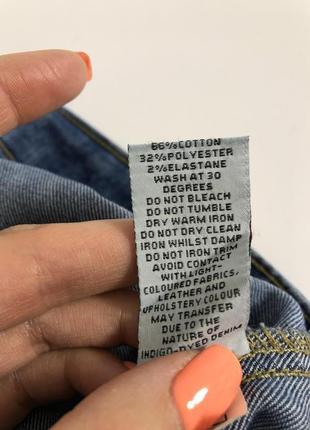 66%COTTON
32%POLYESTER
2%ELASTANE
WASH AT 30
DEGREES
DO NOT BLEACH
DO NOT TUMBLE
DRY WARM IRON
DO NOT DRY CLEAN
IRON WHILST DAMP
DO NOT IRON TRIM
AVOID CONTACT
WITH LIGHT-
COLOURED FABRICS,
LEATHER AND
UPHOLSTERY COLOUR
MAY TRANSFER
DUE TO THE
NATURE OF
INDIGO-DYED DENIM